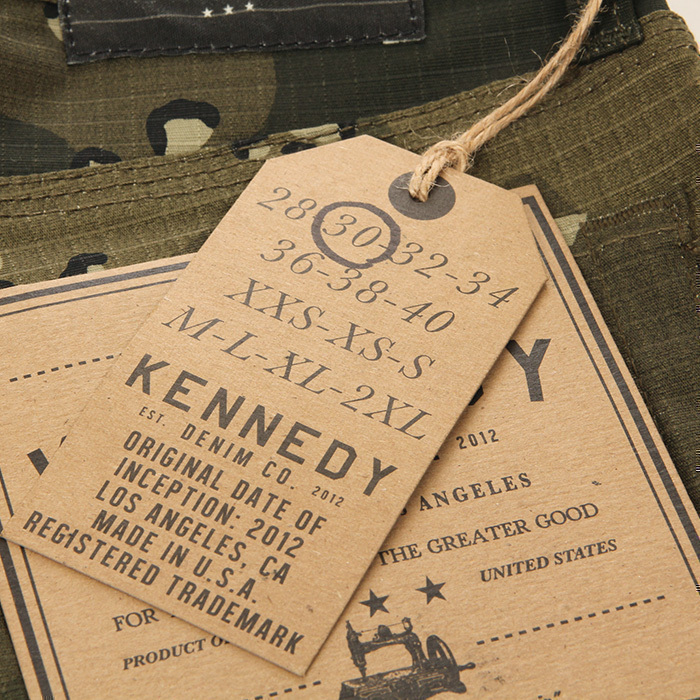 28-30-32-34
36-38-40
XXS-XS-S
M-L-XL-2XL
KENNEDY
EST. DENIM CO. 2012
ORIGINAL DATE OF
INCEPTION: 2012
LOS ANGELES, CA
MADE IN U.S.A.
REGISTERED TRADEMARK
2012
ANGELES
THE GREATER GOOD
UNITED STATES
FOR
PRODUCT